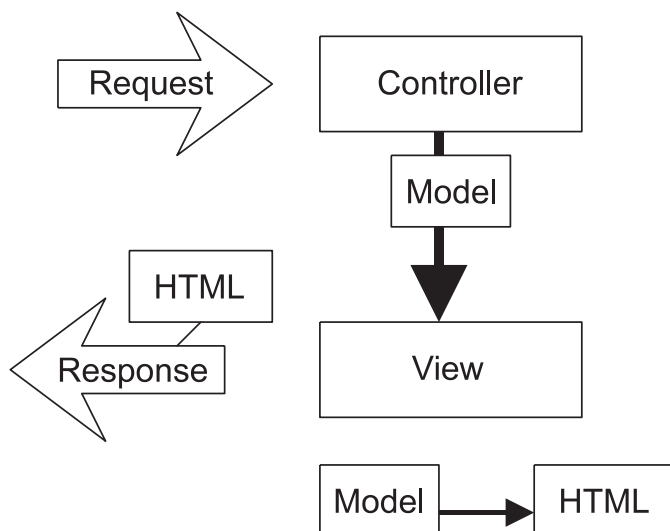 Request
Controller
Model
HTML
Response
View
Model
HTML